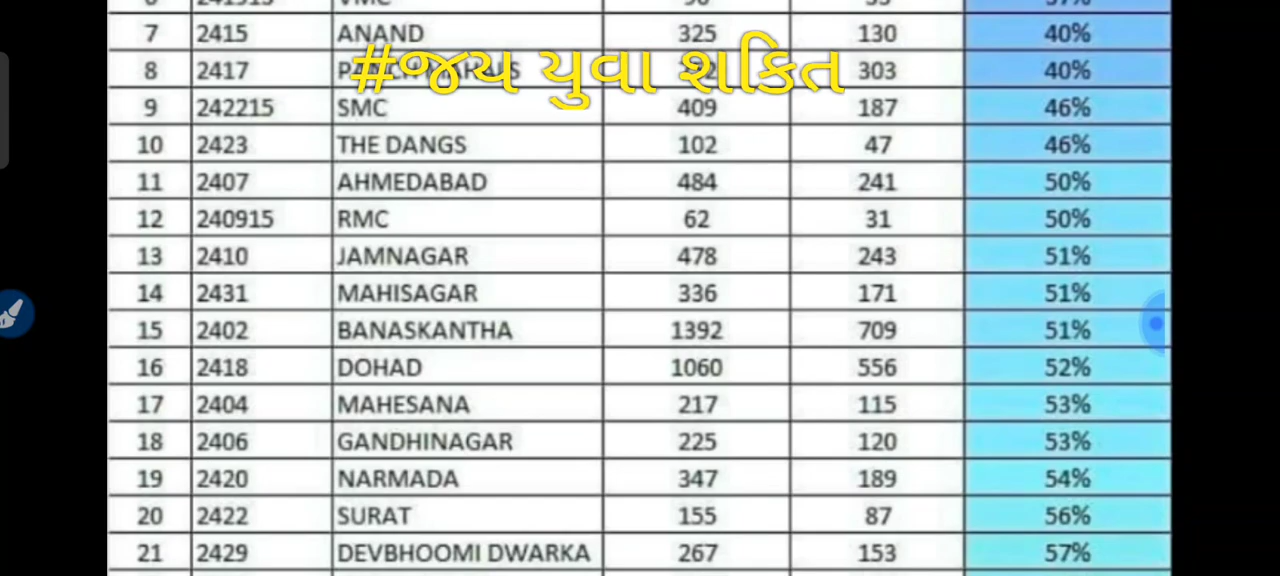 7 2415 ANAND 325 130 40%
#જય યુવા શક્તિ
8 2417 303 40%
9 242215 SMC 409 187 46%
10 2423 THE DANGS 102 47 46%
11 2407 AHMEDABAD 484 241 50%
12 240915 RMC 62 31 50%
13 2410 JAMNAGAR 478 243 51%
14 2431 MAHISAGAR 336 171 51%
15 2402 BANASKANTHA 1392 709 51%
16 2418 DOHAD 1060 556 52%
17 2404 MAHESANA 217 115 53%
18 2406 GANDHINAGAR 225 120 53%
19 2420 NARMADA 347 189 54%
20 2422 SURAT 155 87 56%
21 2429 DEVBHOOMI DWARKA 267 153 57%